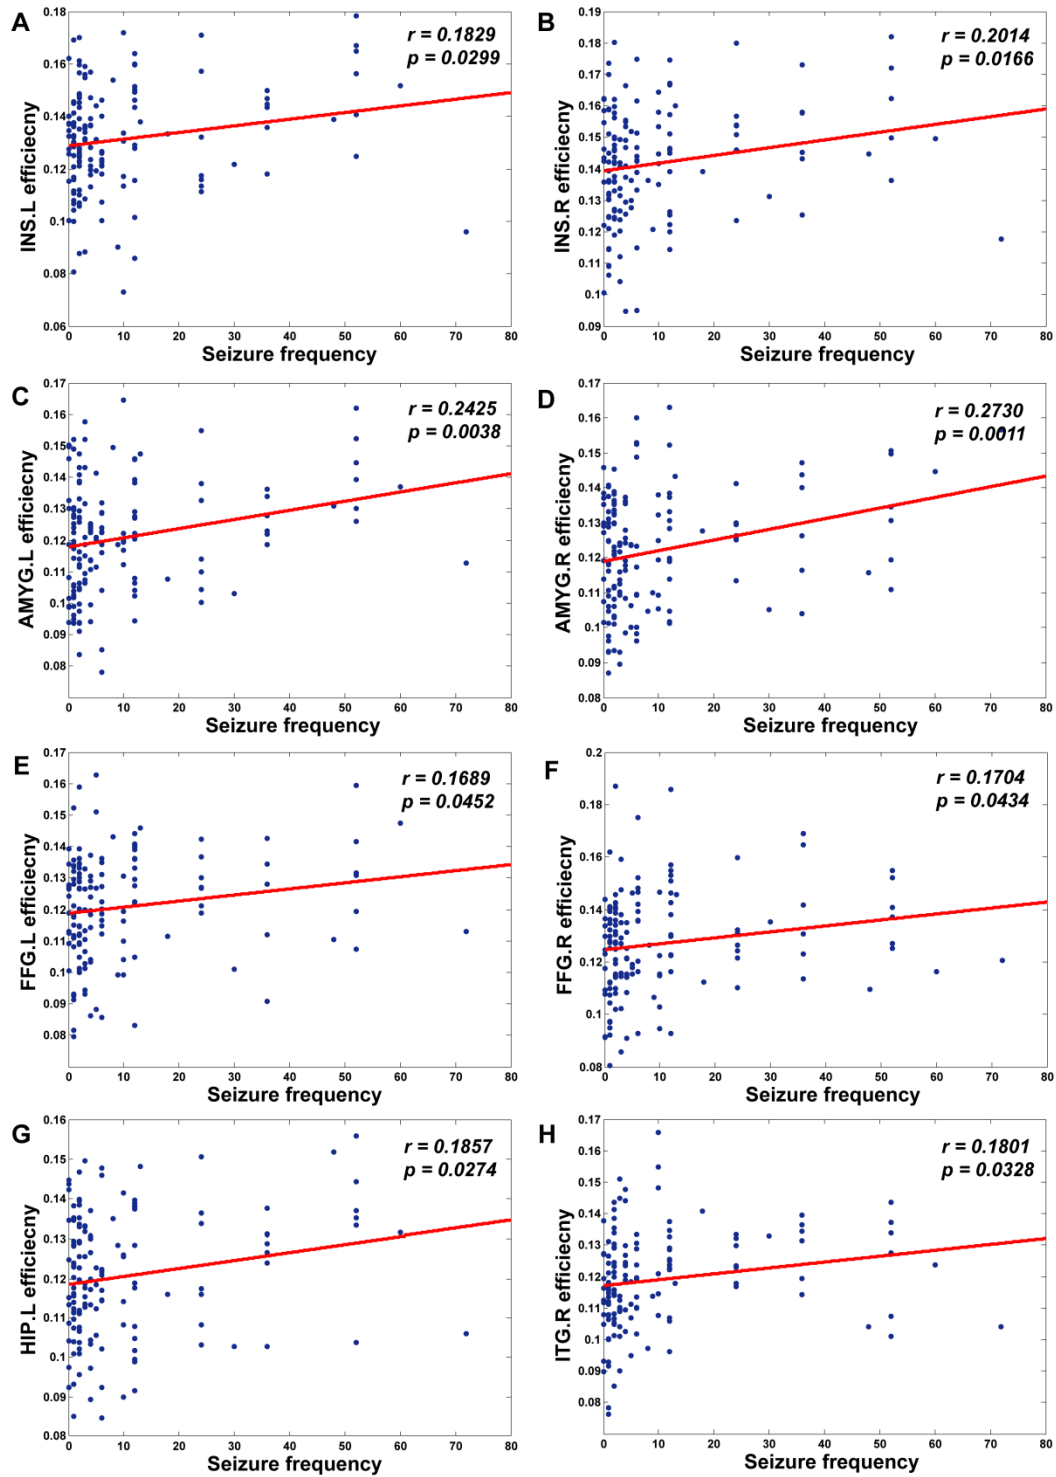 A
r = 0.1829
p = 0.0299
0.18
0.16
0.14
0.12
0.1
0.08
0.06
INS.L efficiecny
0 10 20 30 40 50 60 70 80
Seizure frequency
B
r = 0.2014
p = 0.0166
0.19
0.18
0.17
0.16
0.15
0.14
0.13
0.12
0.11
0.1
0.09
INS.R efficiecny
0 10 20 30 40 50 60 70 80
Seizure frequency
C
r = 0.2425
p = 0.0038
0.17
0.16
0.15
0.14
0.13
0.12
0.11
0.1
0.09
0.08
AMYG.L efficiecny
0 10 20 30 40 50 60 70 80
Seizure frequency
D
r = 0.2730
p = 0.0011
0.17
0.16
0.15
0.14
0.13
0.12
0.11
0.1
0.09
0.08
AMYG.R efficiecny
0 10 20 30 40 50 60 70 80
Seizure frequency
E
r = 0.1689
p = 0.0452
0.17
0.16
0.15
0.14
0.13
0.12
0.11
0.1
0.09
0.08
FFG.L efficiecny
0 10 20 30 40 50 60 70 80
Seizure frequency
F
r = 0.1704
p = 0.0434
0.2
0.18
0.16
0.14
0.12
0.1
0.08
FFG.R efficiecny
0 10 20 30 40 50 60 70 80
Seizure frequency
G
r = 0.1857
p = 0.0274
0.16
0.15
0.14
0.13
0.12
0.11
0.1
0.09
0.08
HIP.L efficiecny
0 10 20 30 40 50 60 70 80
Seizure frequency
H
r = 0.1801
p = 0.0328
0.17
0.16
0.15
0.14
0.13
0.12
0.11
0.1
0.09
0.08
ITG.R efficiecny
0 10 20 30 40 50 60 70 80
Seizure frequency